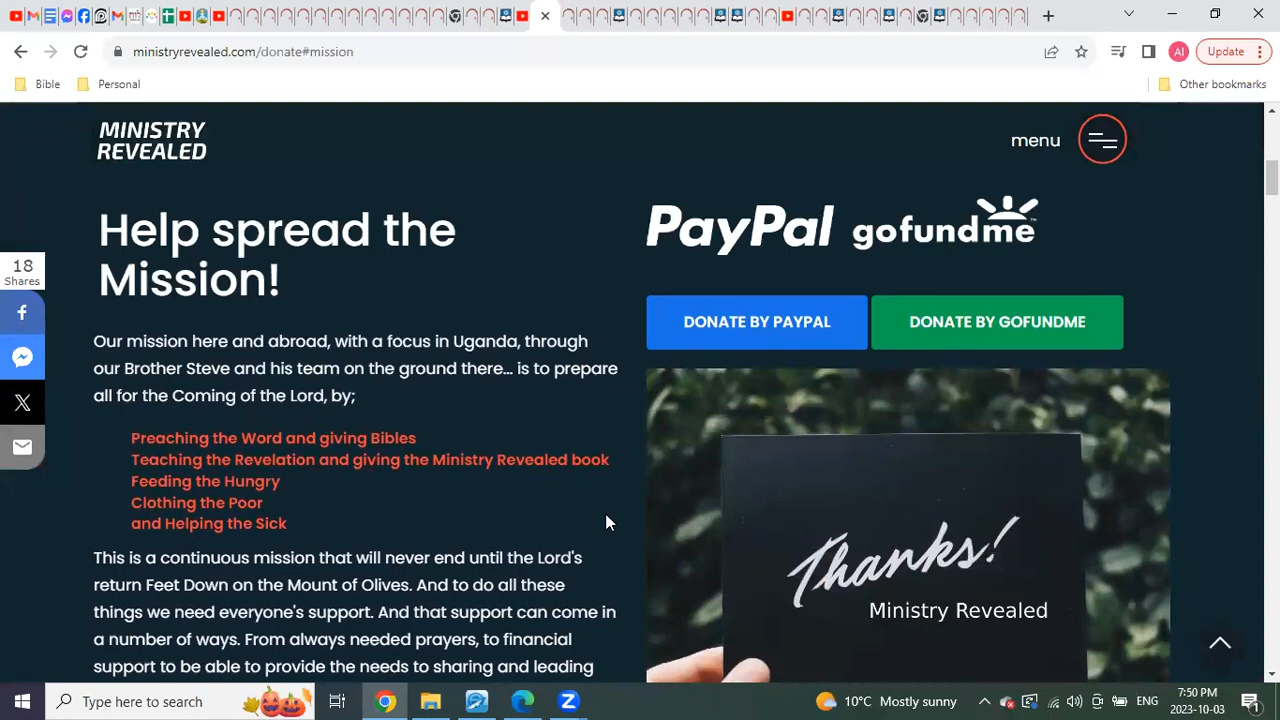 ministryrevealed.com/donate#mission
Update
Bible
Personal
Other bookmarks
MINISTRY
REVEALED
menu
Help spread the
Mission!
PayPal
gofundme
18
Shares
DONATE BY PAYPAL
DONATE BY GOFUNDME
Our mission here and abroad, with a focus in Uganda, through
our Brother Steve and his team on the ground there... is to prepare
all for the Coming of the Lord, by;
Preaching the Word and giving Bibles
Teaching the Revelation and giving the Ministry Revealed book
Feeding the Hungry
Clothing the Poor
and Helping the Sick
This is a continuous mission that will never end until the Lord's
return Feet Down on the Mount of Olives. And to do all these
things we need everyone's support. And that support can come in
a number of ways. From always needed prayers, to financial
support to be able to provide the needs to sharing and leading
Thanks!
Ministry Revealed
Type here to search
10°C Mostly sunny
ENG
7:50 PM
2023-10-03